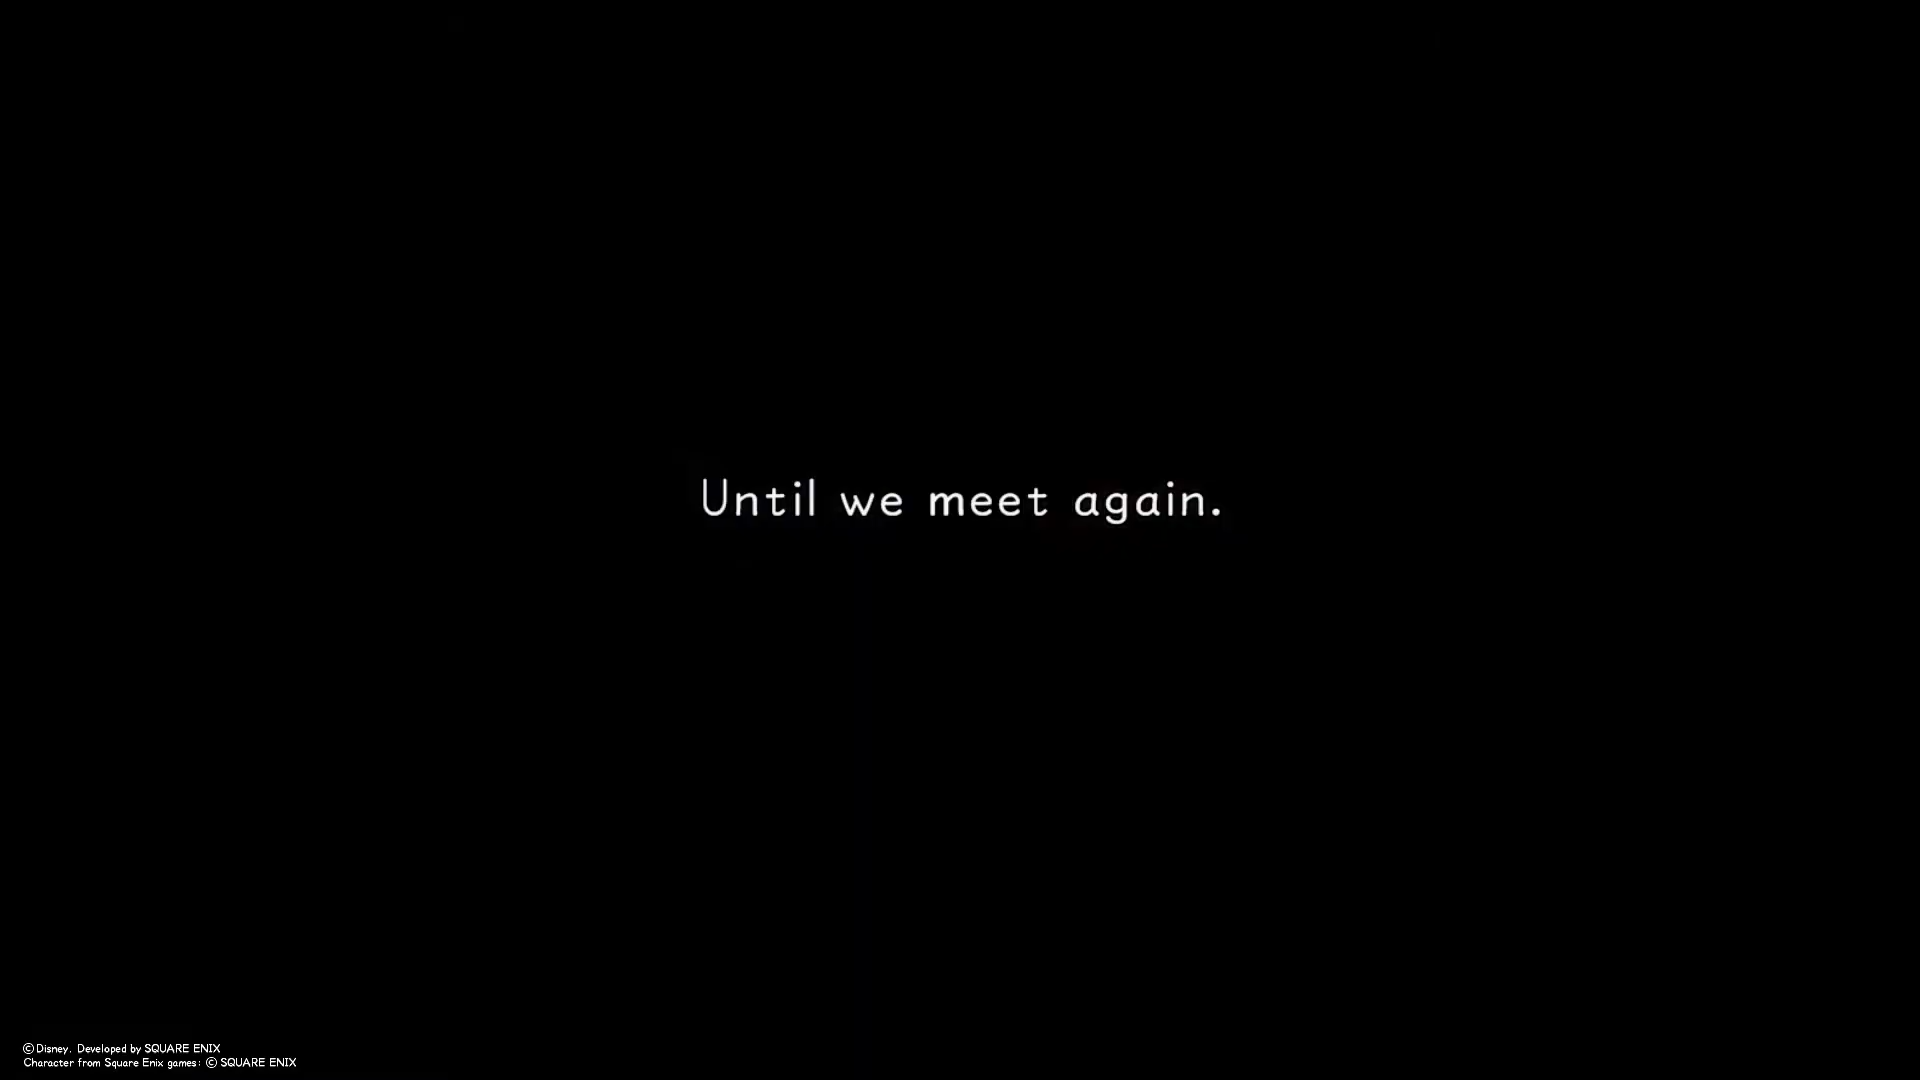 Until we meet again.
©Disney. Developed by SQUARE ENIX
Character from Square Enix games: © SQUARE ENIX